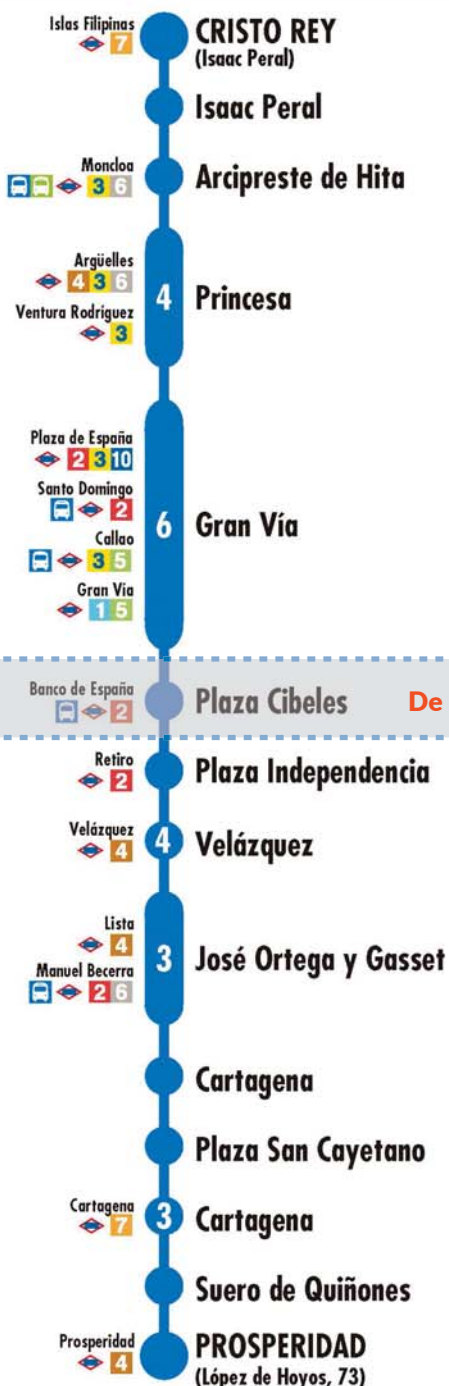 Islas Filipinas
7
CRISTO REY
(Isaac Peral)
Isaac Peral
Moncloa
3 6
Arcipreste de Hita
Argüelles
4 3 6
Ventura Rodríguez
3
4
Princesa
Plaza de España
2 3 10
Santo Domingo
2
Callao
3 5
Gran Vía
1 5
6
Gran Vía
Banco de España
2
Plaza Cibeles
De
Retiro
2
Plaza Independencia
Velázquez
4
4
Velázquez
Lista
4
Manuel Becerra
2 6
3
José Ortega y Gasset
Cartagena
Plaza San Cayetano
Cartagena
7
3
Cartagena
Suero de Quiñones
Prosperidad
4
PROSPERIDAD
(López de Hoyos, 73)